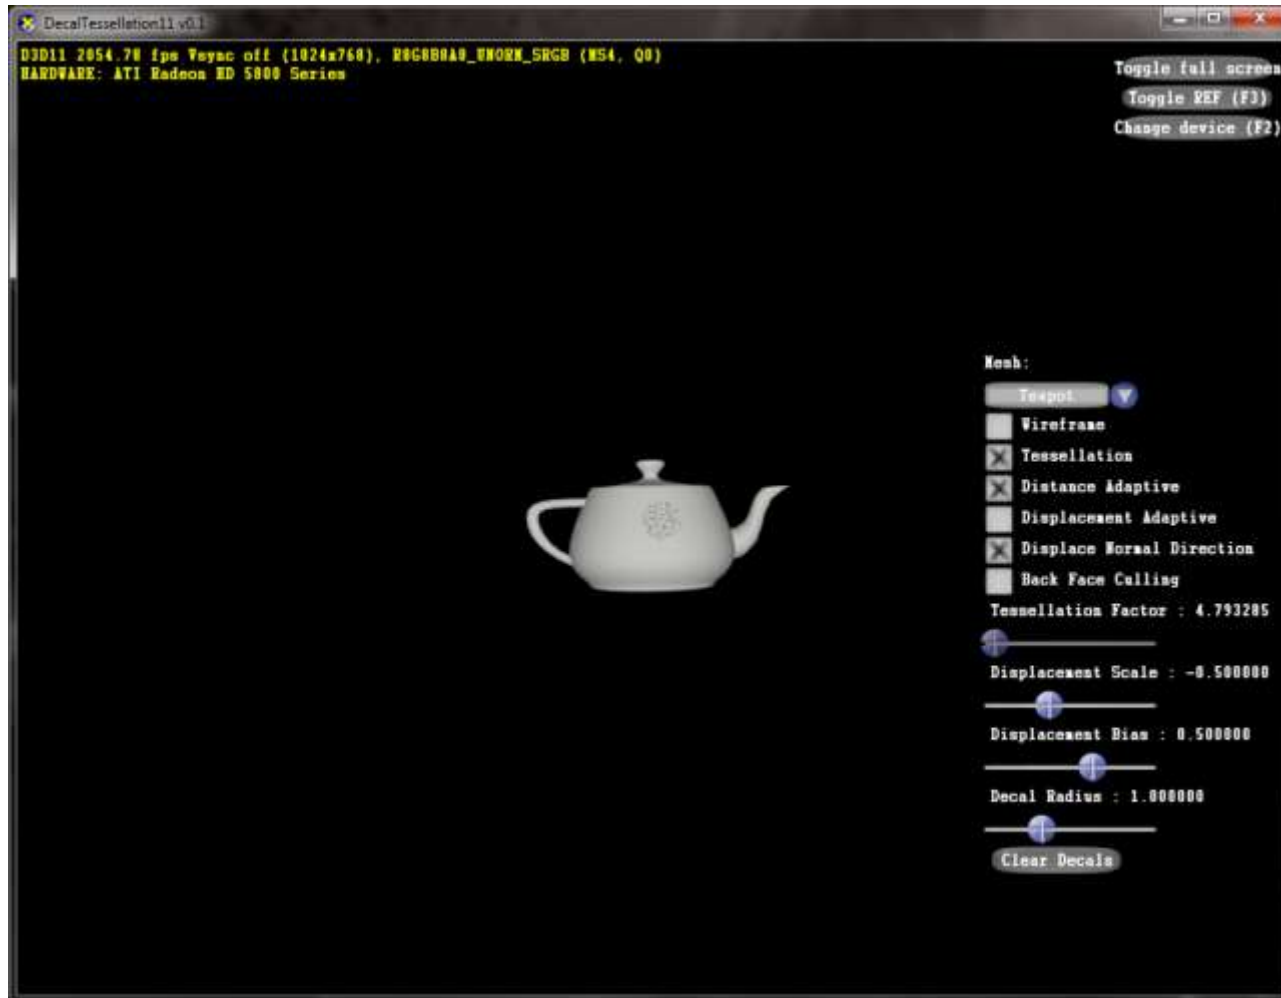 DecalTessellation11 v0.1
D3D11 2054.78 fps Vsync off (1024x768), R8G8B8A8_UNORM_SRGB (MS4, Q0)
HARDWARE: ATI Radeon HD 5800 Series
Toggle full screen
Toggle REF (F3)
Change device (F2)
Mesh:
Teapot
Wireframe
Tessellation
Distance Adaptive
Displacement Adaptive
Displace Normal Direction
Back Face Culling
Tessellation Factor : 4.793285
Displacement Scale : -0.500000
Displacement Bias : 0.500000
Decal Radius : 1.000000
Clear Decals